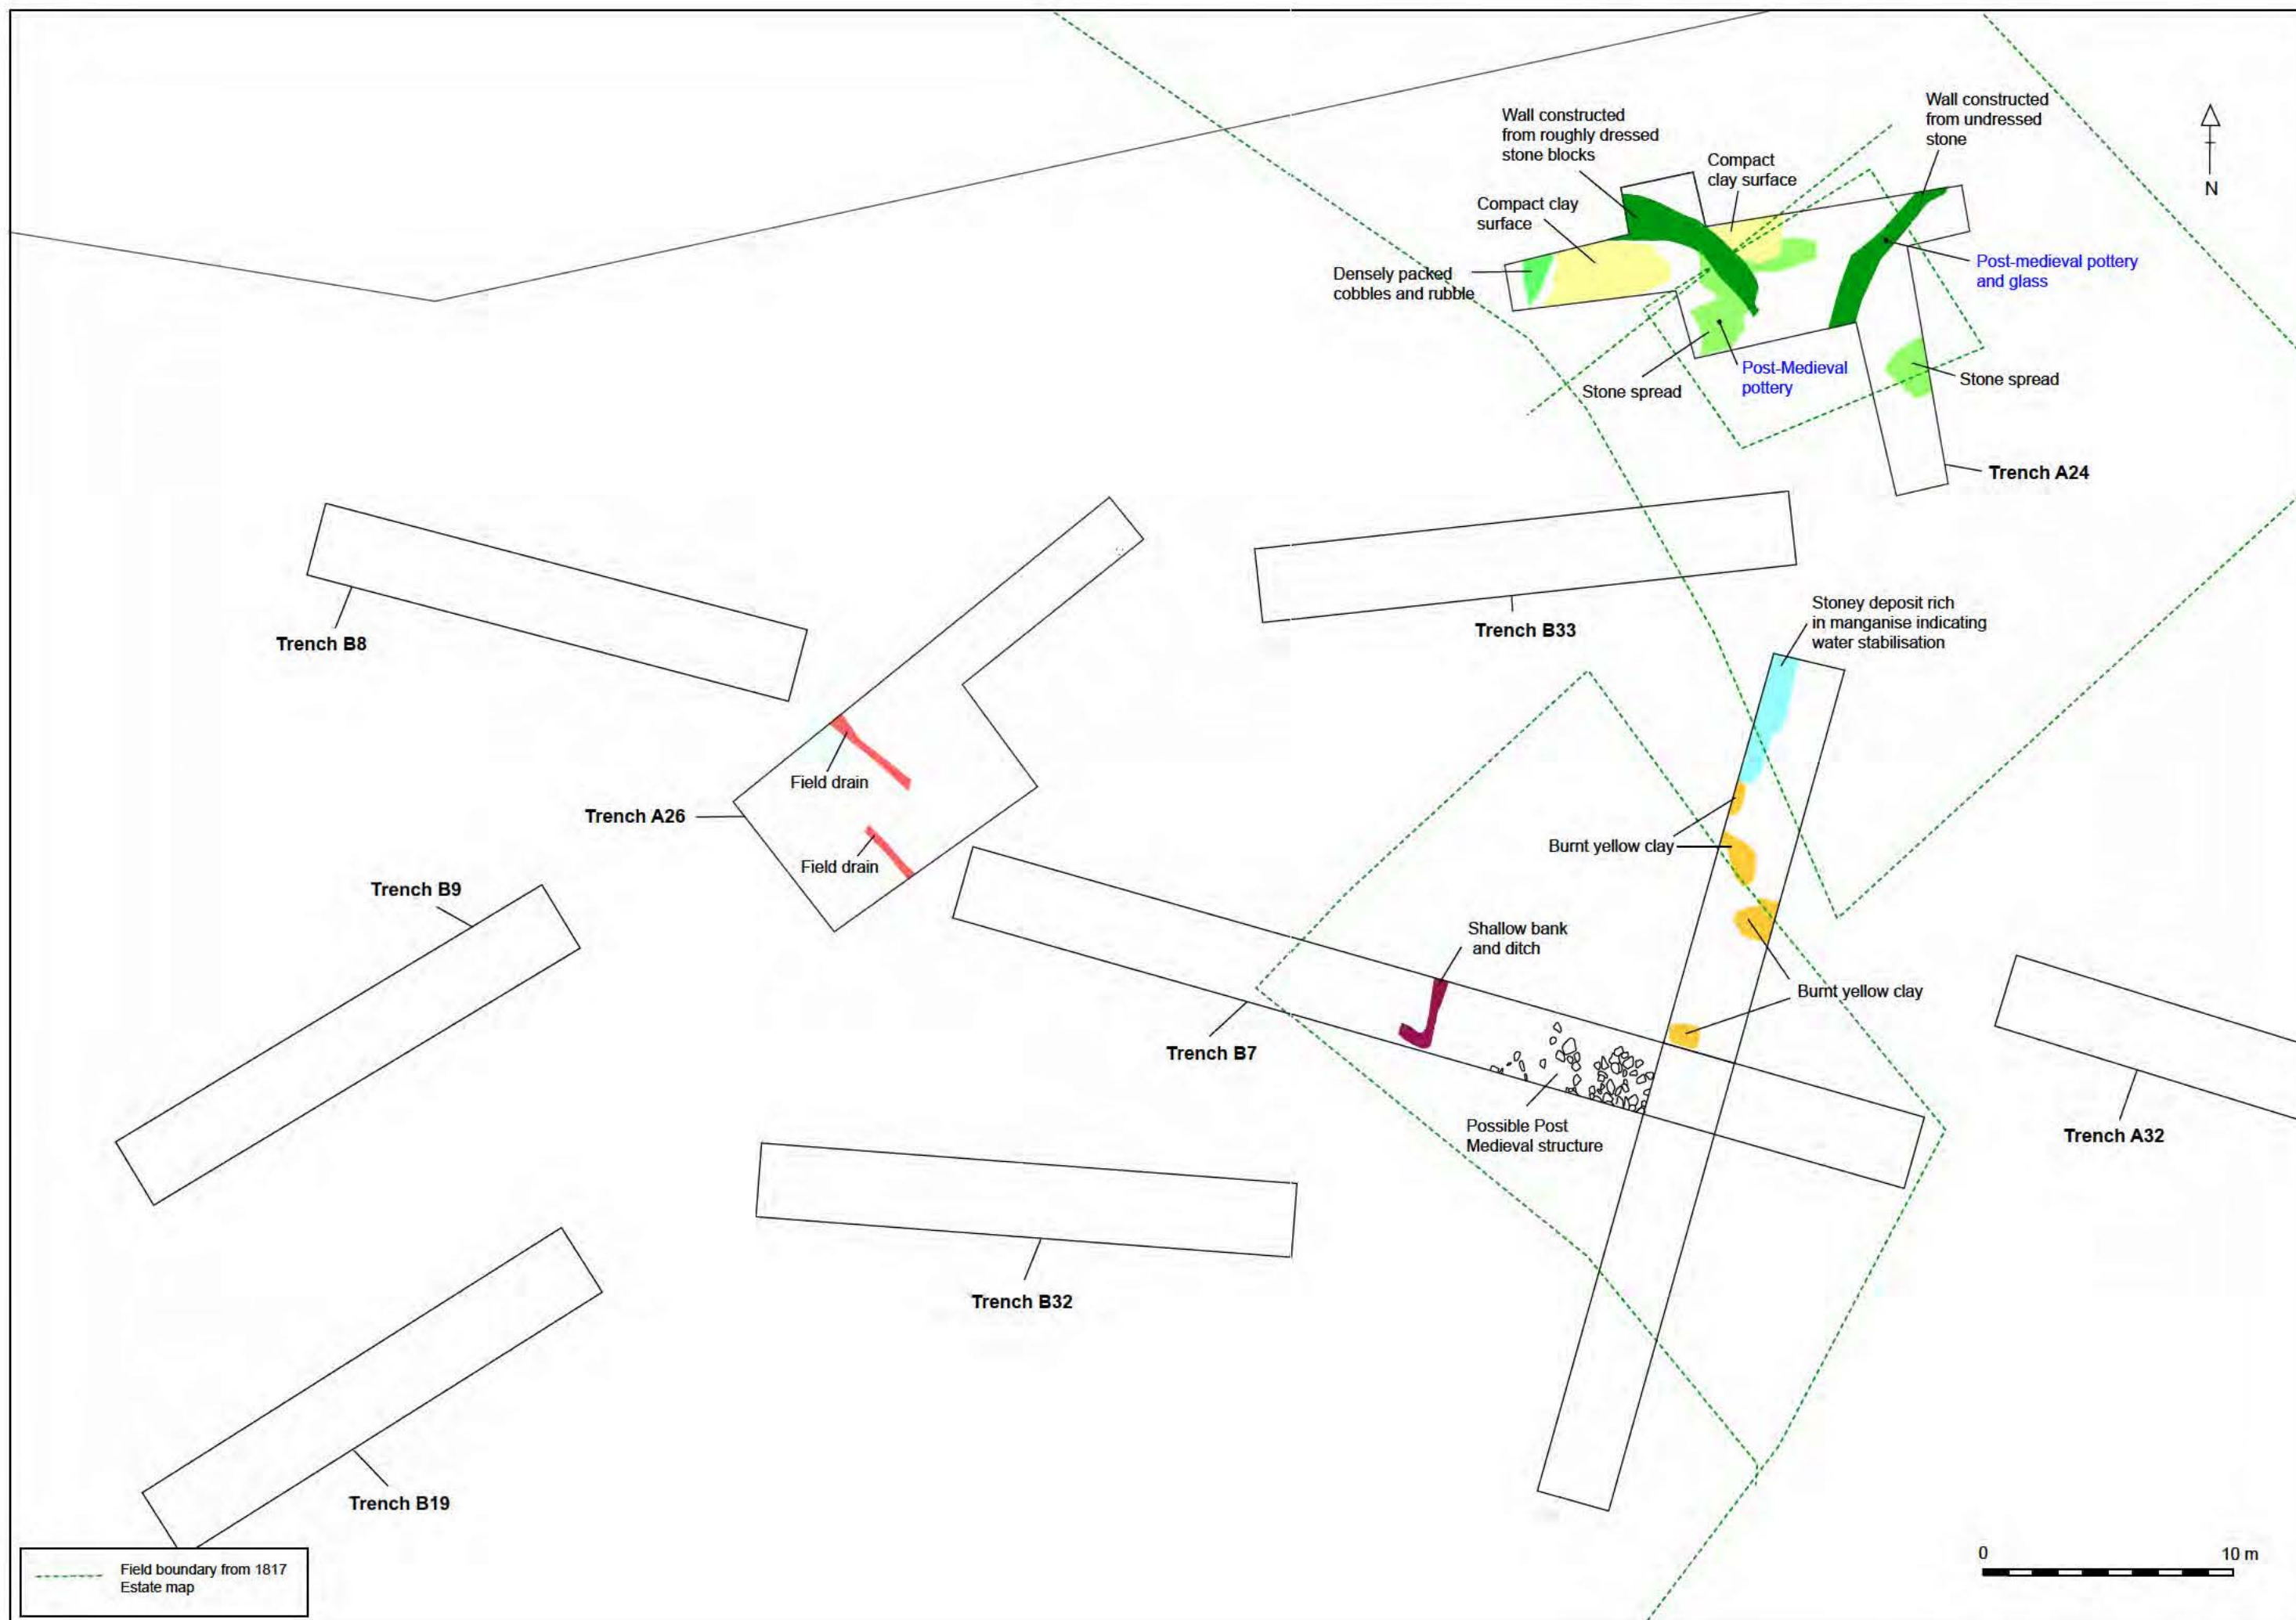 Wall constructed
from roughly dressed
stone blocks
Wall constructed
from undressed
stone
Compact
clay surface
N
Compact clay
surface
Densely packed
cobbles and rubble
Post-medieval pottery
and glass
Post-Medieval
pottery
Stone spread
Stone spread
Trench A24
Trench B8
Trench B33
Stoney deposit rich
in manganise indicating
water stabilisation
Field drain
Trench A26
Field drain
Burnt yellow clay
Trench B9
Shallow bank
and ditch
Burnt yellow clay
Trench B7
Possible Post
Medieval structure
Trench A32
Trench B32
Trench B19
Field boundary from 1817
Estate map
0 10 m